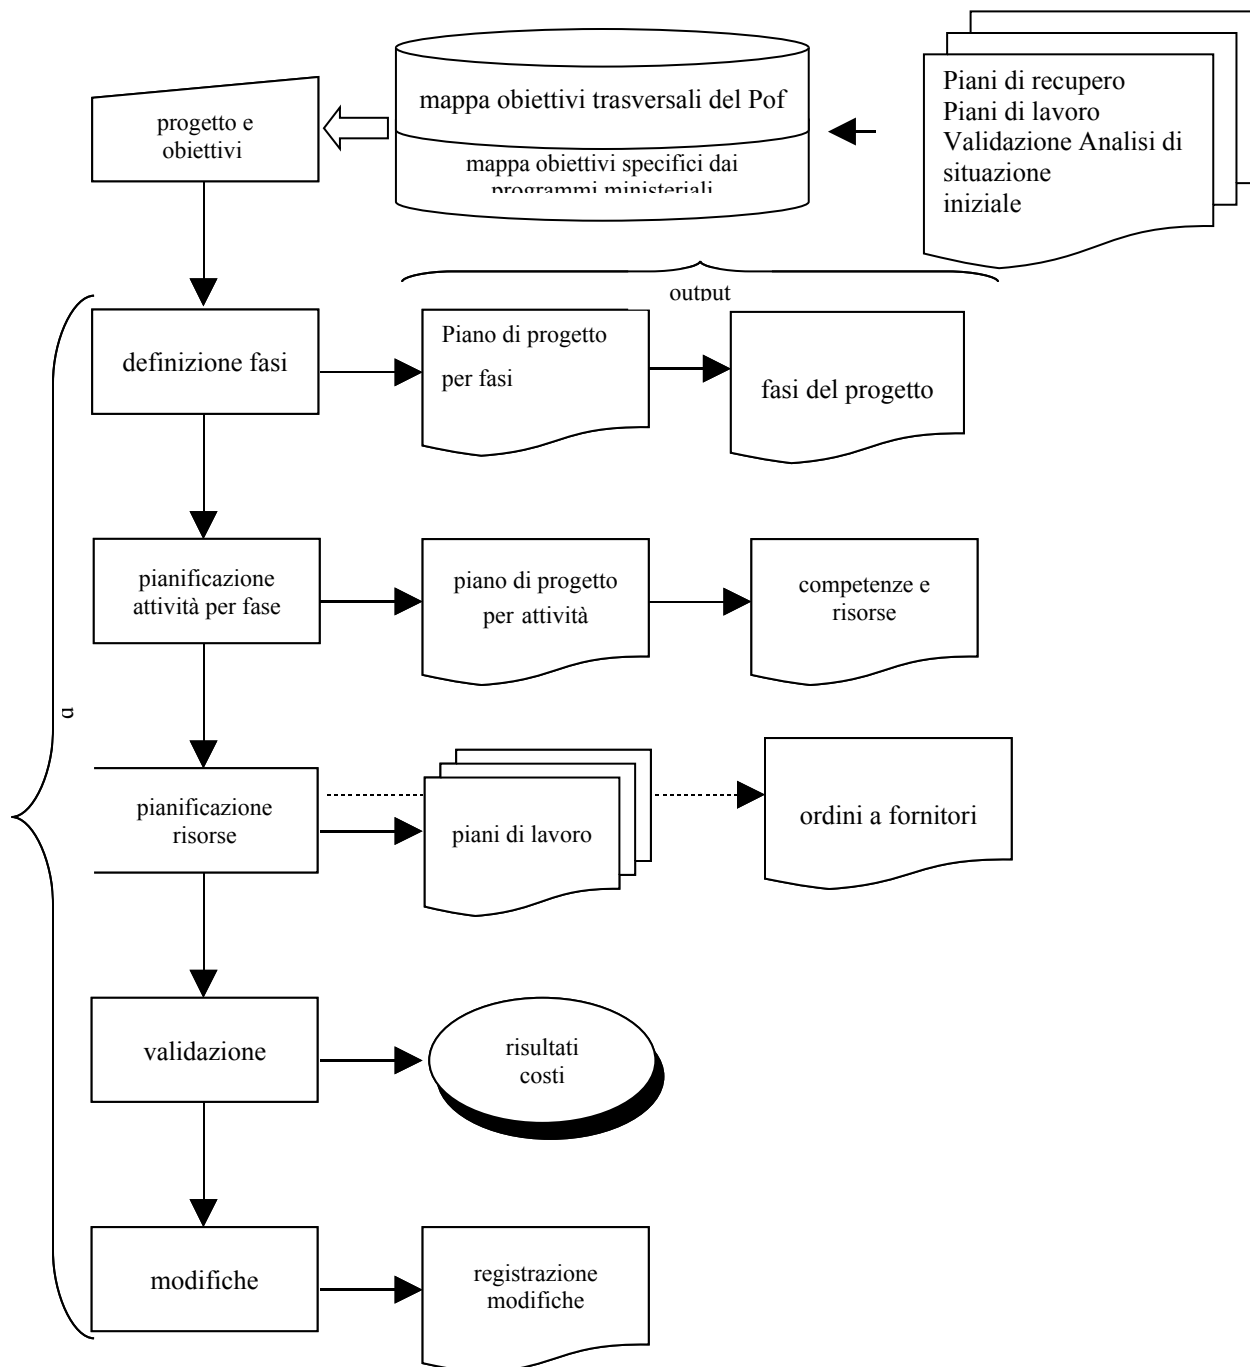 mappa obiettivi trasversali del Pof
mappa obiettivi specifici dai
programmi ministeriali
Piani di recupero
Piani di lavoro
Validazione Analisi di
situazione
iniziale
progetto e
obiettivi
output
definizione fasi
Piano di progetto
per fasi
fasi del progetto
pianificazione
attività per fase
piano di progetto
per attività
competenze e
risorse
pianificazione
risorse
piani di lavoro
ordini a fornitori
validazione
risultati
costi
modifiche
registrazione
modifiche